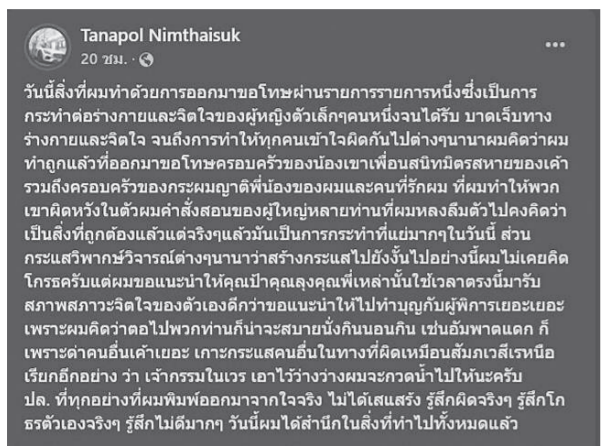 Tanapol Nimthaisuk
20 ชม. ·
วันนี้สิ่งที่ผมทำด้วยการออกมาขอโทษผ่านรายการรายการหนึ่งซึ่งเป็นการ
กระทำต่อร่างกายและจิตใจของผู้หญิงตัวเล็กๆคนหนึ่งจนได้รับ บาดเจ็บทาง
ร่างกายและจิตใจ จนถึงการทำให้ทุกคนเข้าใจผิดกันไปต่างๆนานาผมคิดว่าผม
ทำถูกแล้วที่ออกมาขอโทษครอบครัวของน้องเขาเพื่อนสนิทมิตรสหายของเค้า
รวมถึงครอบครัวของกระผมญาติพี่น้องของผมและคนที่รักผม ที่ผมทำให้พวก
เขาผิดหวังในตัวผมคำสั่งสอนของผู้ใหญ่หลายท่านที่ผมหลงลืมตัวไปคงคิดว่า
เป็นสิ่งที่ถูกต้องแล้วแต่จริงๆแล้วมันเป็นการกระทำที่แย่มากๆในวันนี้ ส่วน
กระแสวิพากษ์วิจารณ์ต่างๆนานาว่าสร้างกระแสไปยังงั้นไปอย่างนี้ผมไม่เคยคิด
โกรธครับแต่ผมขอแนะนำให้คุณป้าคุณลุงคุณพี่เหล่านั้นใช้เวลาตรงนี้มารับ
สภาพสภาวะจิตใจของตัวเองดีกว่าขอแนะนำให้ไปทำบุญกับผู้พิการเยอะเยอะ
เพราะผมคิดว่าตอไปพวกท่านก็น่าจะสบายนั่งกินนอนกิน เช่นอัมพาตแดก ก็
เพราะด่าคนอื่นเค้าเยอะ เกาะกระแสคนอื่นในทางที่ผิดเหมือนสัมภเวสีเรหนือ
เรียกอีกอย่าง ว่า เจ้ากรรมในเวร เอาไว้ว่างว่างผมจะกวดน้ำไปให้นะครับ
ปล. ที่ทุกอย่างที่ผมพิมพ์ออกมาจากใจจริง ไม่ได้เสแสร้ง รู้สึกผิดจริงๆ รู้สึกโก
ธรตัวเองจริงๆ รู้สึกไม่ดีมากๆ วันนี้ผมได้สำนึกในสิ่งที่ทำไปทั้งหมดแล้ว